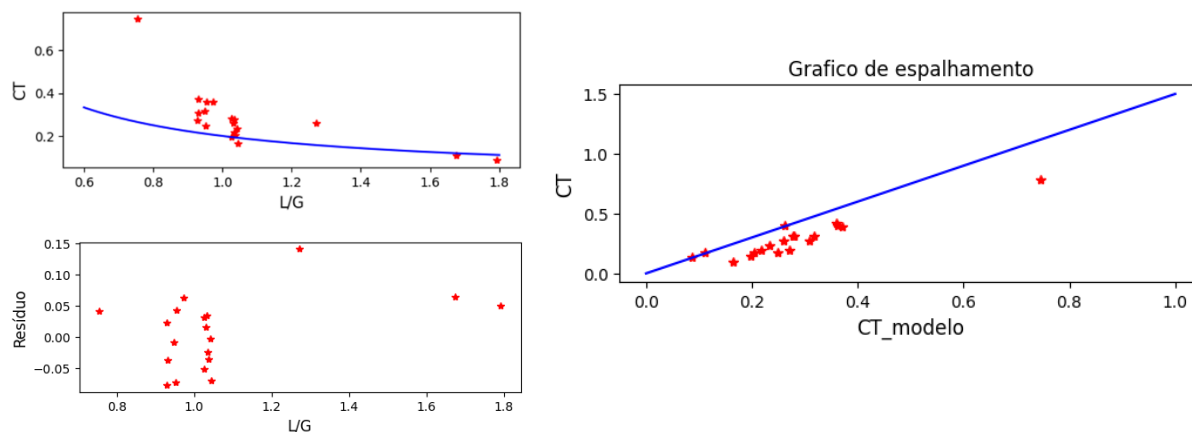 0.6
0.4
0.2
CT
0.6 0.8 1.0 1.2 1.4 1.6 1.8
L/G
0.15
0.10
0.05
0.00
−0.05
Resíduo
0.8 1.0 1.2 1.4 1.6 1.8
L/G
Grafico de espalhamento
1.5
1.0
0.5
0.0
CT
0.0 0.2 0.4 0.6 0.8 1.0
CT_modelo